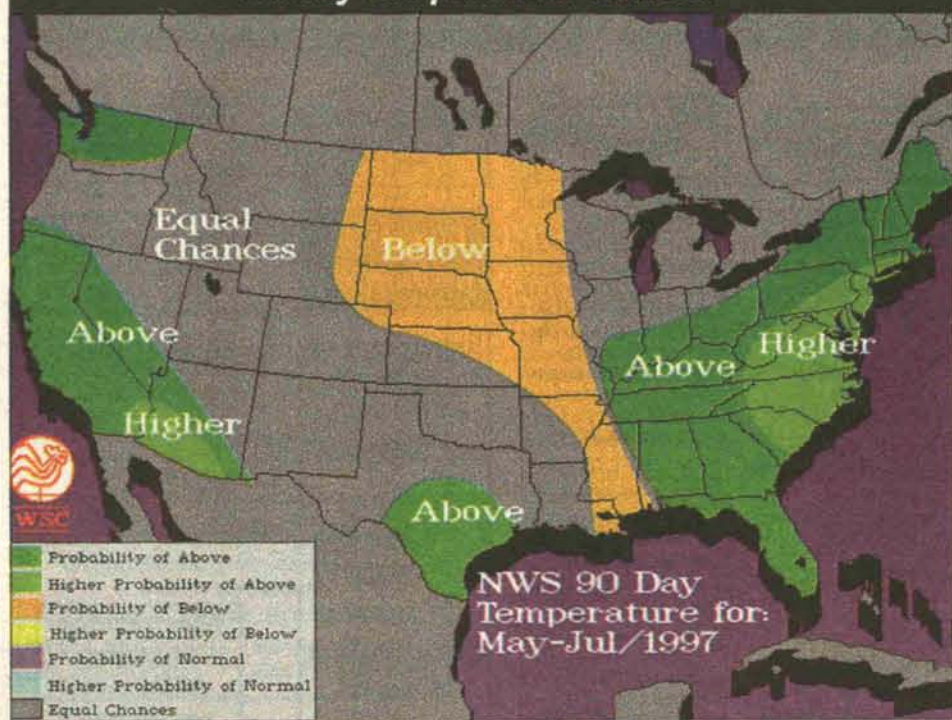 Equal
Chances
Below
Above
Higher
Above
Higher
Above
WSC
NWS 90 Day
Temperature for:
May-Jul/1997
Probability of Above
Higher Probability of Above
Probability of Below
Higher Probability of Below
Probability of Normal
Higher Probability of Normal
Equal Chances